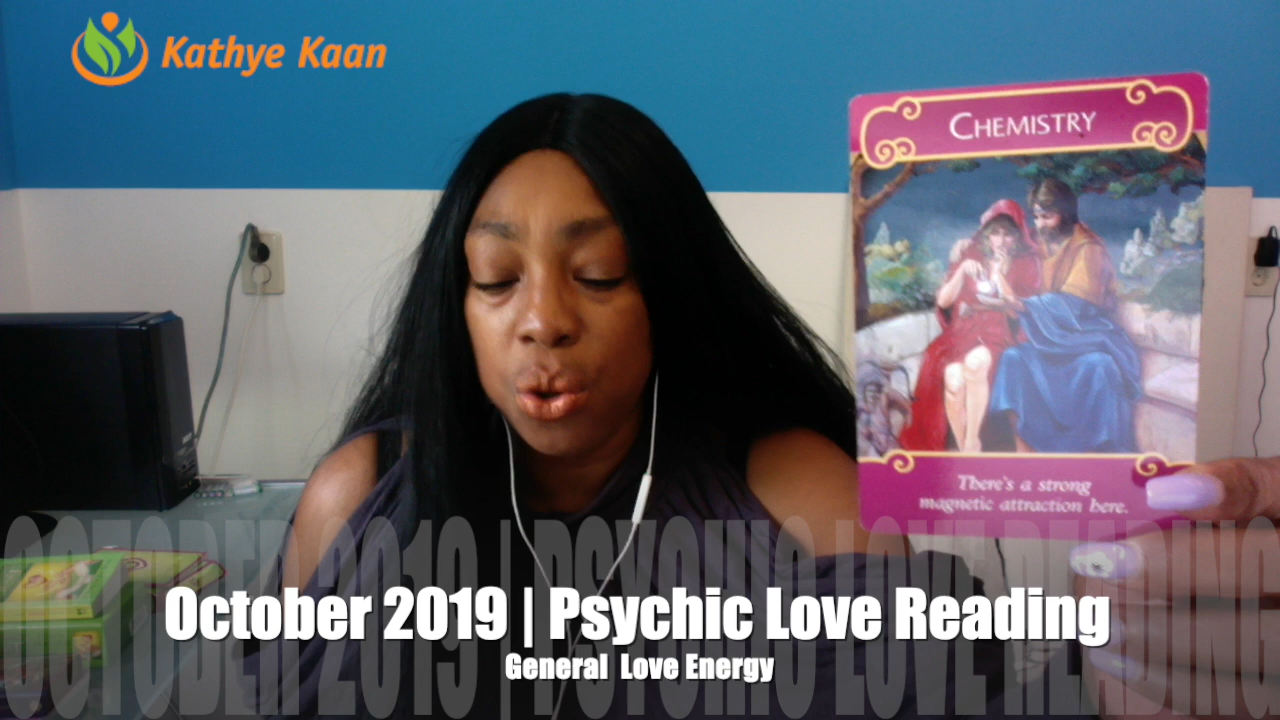 Kathye Kaan
CHEMISTRY
There's a strong
magnetic attraction here.
OCTOBER 2019 | PSYCHIC LOVE READING
October 2019 | Psychic Love Reading
General Love Energy